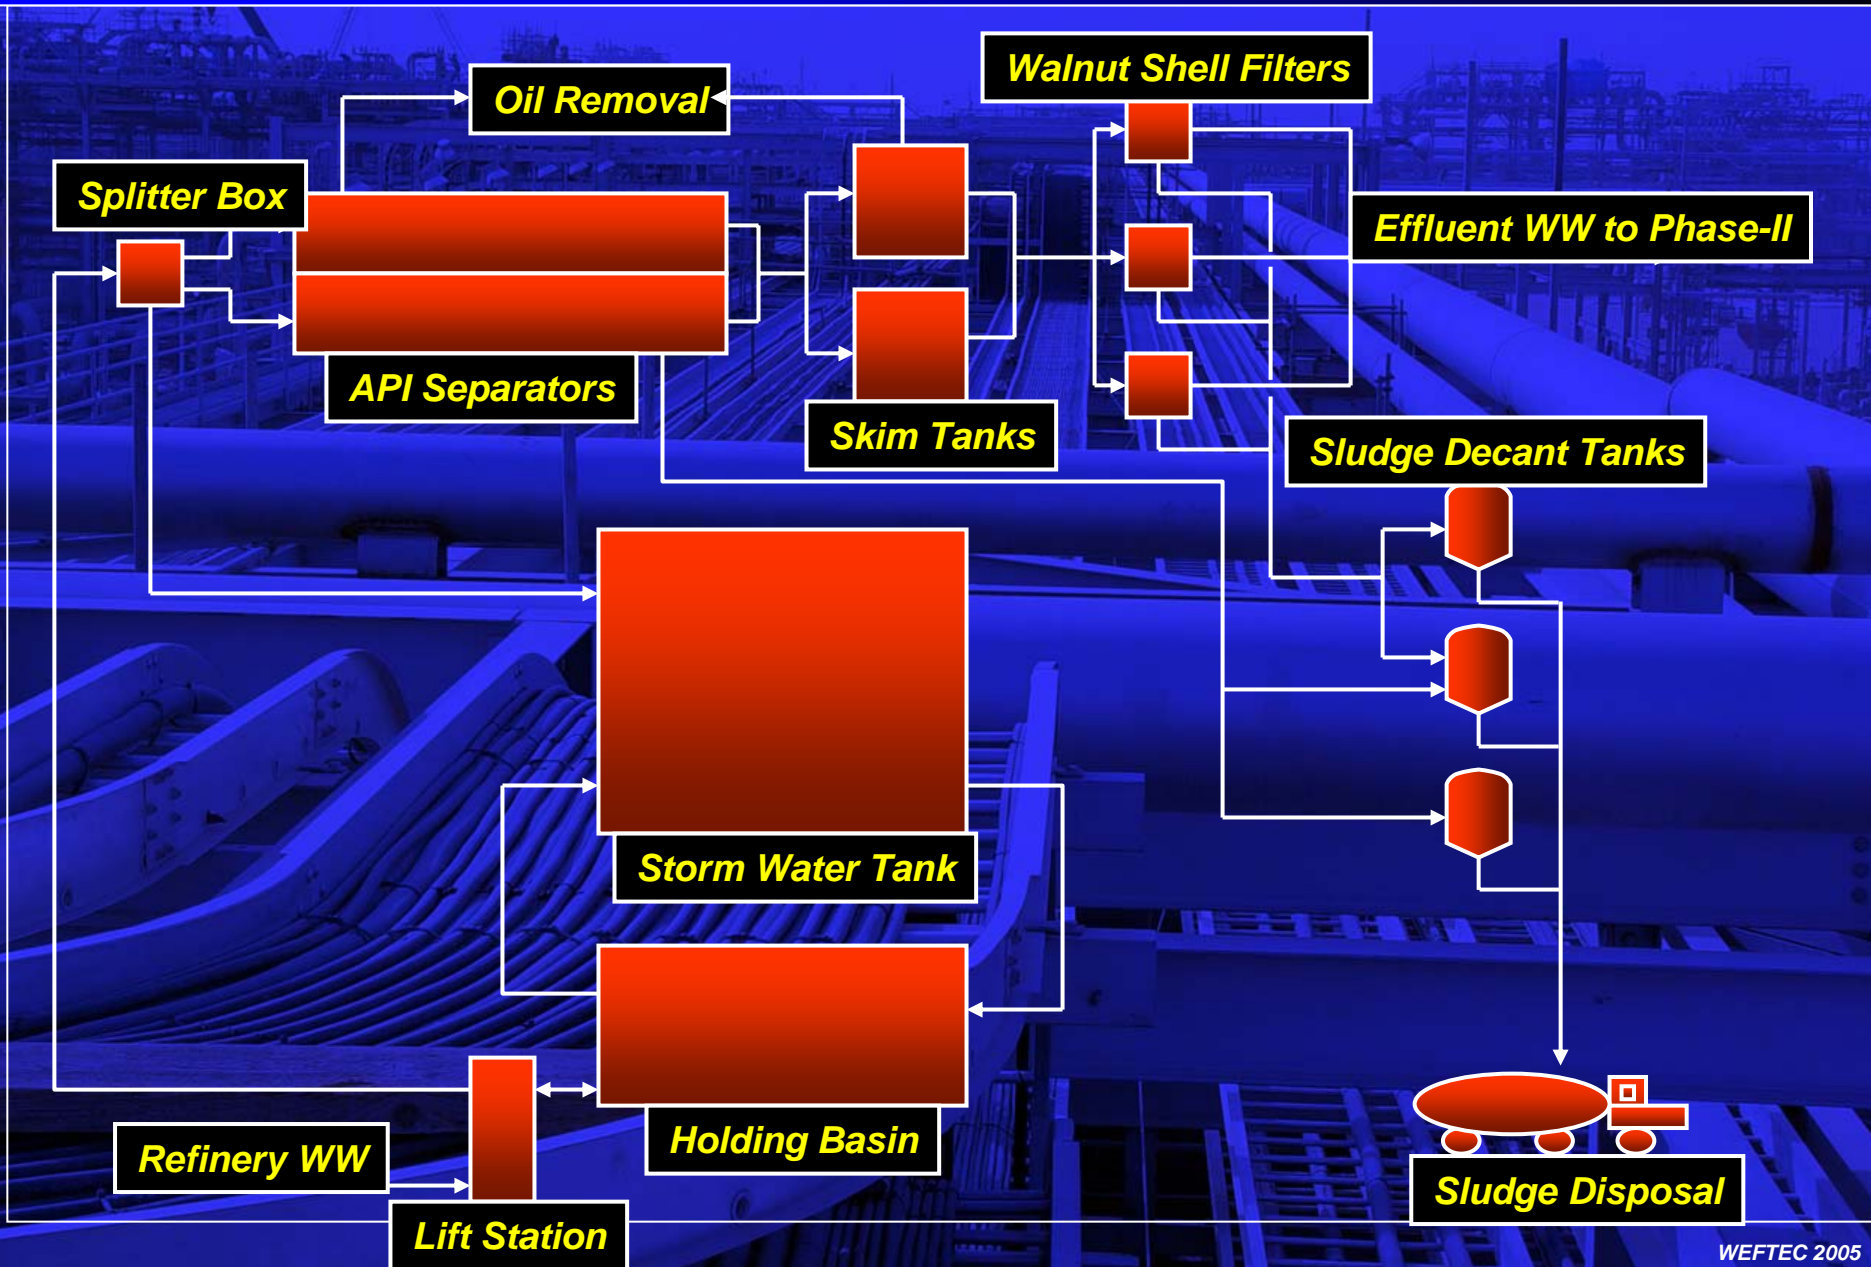 Walnut Shell Filters
Oil Removal
Splitter Box
Effluent WW to Phase-II
API Separators
Skim Tanks
Sludge Decant Tanks
Storm Water Tank
Holding Basin
Refinery WW
Sludge Disposal
Lift Station
WEFTEC 2005